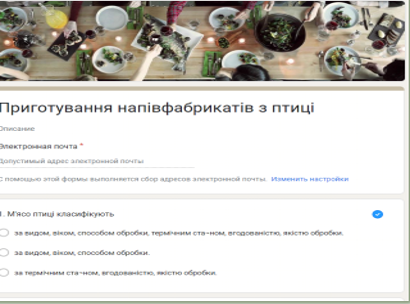 Приготування напівфабрикатів з птиці
Описание
Электронная почта *
Допустимый адрес электронной почты
С помощью этой формы выполняется сбор адресов электронной почты. Изменить настройки
1. М'ясо птиці класифікують
за видом, віком, способом обробки, термічним ста-ном, вгодованістю, якістю обробки.
за видом, віком, способом обробки.
за термічним ста-ном, вгодованістю, якістю обробки.